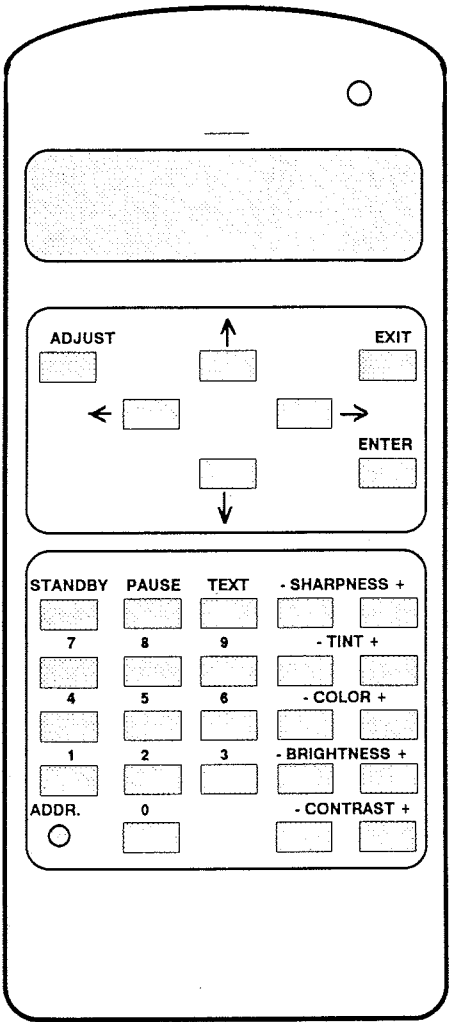 ADJUST EXIT
ENTER
STANDBY PAUSE TEXT - SHARPNESS +
7 8 9 - TINT +
4 5 6 - COLOR +
1 2 3 - BRIGHTNESS +
ADDR. 0 - CONTRAST +